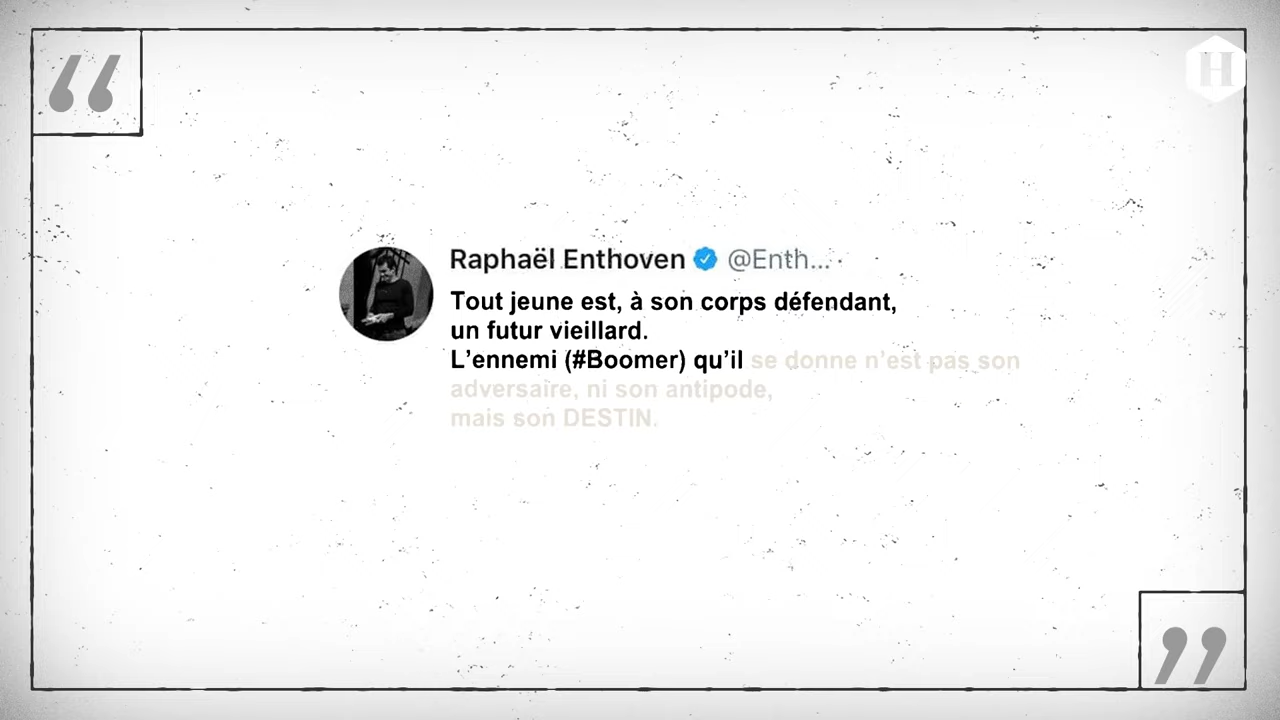 “
H
Raphaël Enthoven @Enth... ·
Tout jeune est, à son corps défendant,
un futur vieillard.
L’ennemi (#Boomer) qu’il se donne n’est pas son
adversaire, ni son antipode,
mais son DESTIN.
”